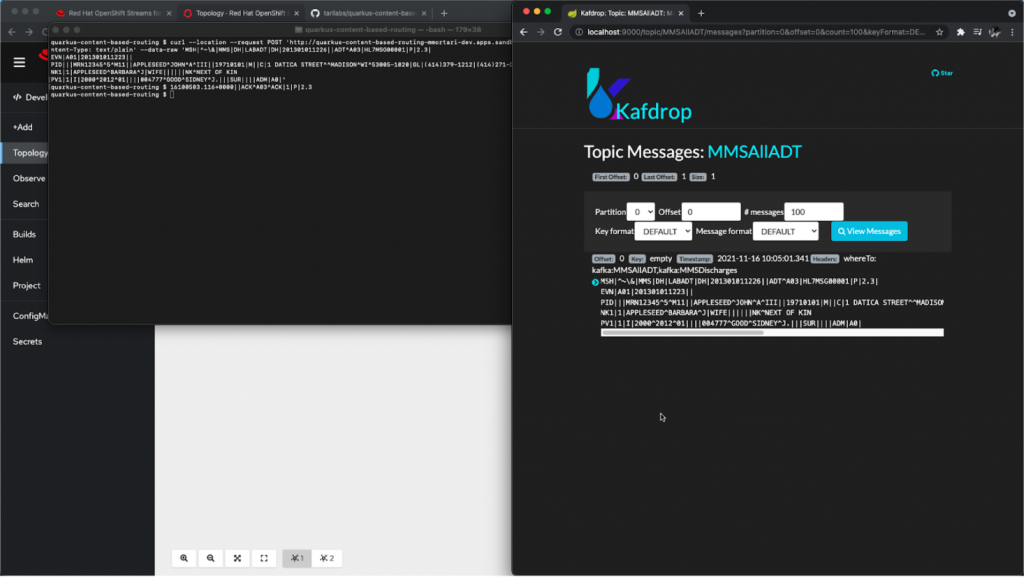 Red Hat OpenShift Streams for
Topology - Red Hat OpenShift
tarilabs/quarkus-content-base
quarkus-content-based-routing — -bash — 179×38
quarkus-content-based-routing $ curl --location --request POST 'http://quarkus-content-based-routing-mmortari-dev.apps.sandb
ntent-Type: text/plain' --data-raw 'MSH|^~\&|MMS|DH|LABADT|DH|201301011226||ADT^A03|HL7MSG00001|P|2.3|
EVN|A01|201301011223||
PID|||MRN12345^5^M11||APPLESEED^JOHN^A^III||19710101|M||C|1 DATICA STREET^^MADISON^WI^53005-1020|GL|(414)379-1212|(414)271-3
NK1|1|APPLESEED^BARBARA^J|WIFE||||||NK^NEXT OF KIN
PV1|1|I|2000^2012^01||||004777^GOOD^SIDNEY^J.|||SUR||||ADM|A0|'
quarkus-content-based-routing $ 16100503.116+0000||ACK^A03^ACK|1|P|2.3
quarkus-content-based-routing $
</> Devel
+Add
Topology
Observe
Search
Builds
Helm
Project
ConfigMa
Secrets
1
2
Kafdrop: Topic: MMSAllADT: M
localhost:9000/topic/MMSAllADT/messages?partition=0&offset=0&count=100&keyFormat=DE...
Star
Kafdrop
Topic Messages: MMSAllADT
First Offset: 0 Last Offset: 1 Size: 1
Partition 0 Offset 0 # messages 100
Key format DEFAULT Message format DEFAULT View Messages
Offset: 0 Key: empty Timestamp: 2021-11-16 10:05:01.341 Headers: whereTo:
kafka:MMSAllADT,kafka:MMSDischarges
MSH|^~\&|MMS|DH|LABADT|DH|201301011226||ADT^A03|HL7MSG00001|P|2.3|
EVN|A01|201301011223||
PID|||MRN12345^5^M11||APPLESEED^JOHN^A^III||19710101|M||C|1 DATICA STREET^^MADISON
NK1|1|APPLESEED^BARBARA^J|WIFE||||||NK^NEXT OF KIN
PV1|1|I|2000^2012^01||||004777^GOOD^SIDNEY^J.|||SUR||||ADM|A0|